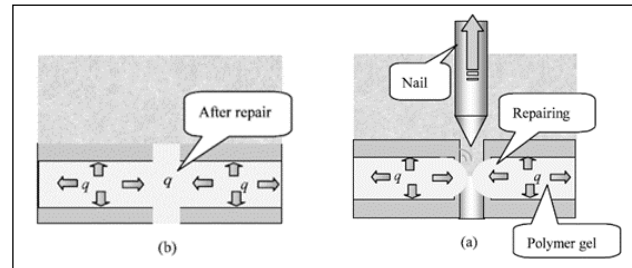 Nail
After repair
Repairing
q
q
q
q
q
(b)
(a)
Polymer gel